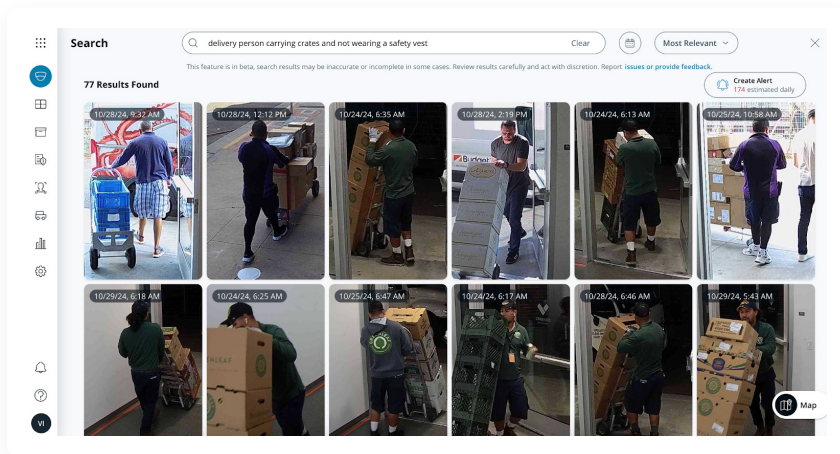 Search
delivery person carrying crates and not wearing a safety vest
Clear
Most Relevant
This feature is in beta, search results may be inaccurate or incomplete in some cases. Review results carefully and act with discretion. Report issues or provide feedback.
77 Results Found
Create Alert
174 estimated daily
10/28/24, 9:32 AM
10/28/24, 12:12 PM
10/24/24, 6:35 AM
10/28/24, 2:19 PM
10/24/24, 6:13 AM
10/25/24, 10:58 AM
Budget
10/29/24, 6:18 AM
10/24/24, 6:25 AM
10/25/24, 6:47 AM
10/24/24, 6:17 AM
10/28/24, 6:46 AM
10/29/24, 5:43 AM
Map
VI